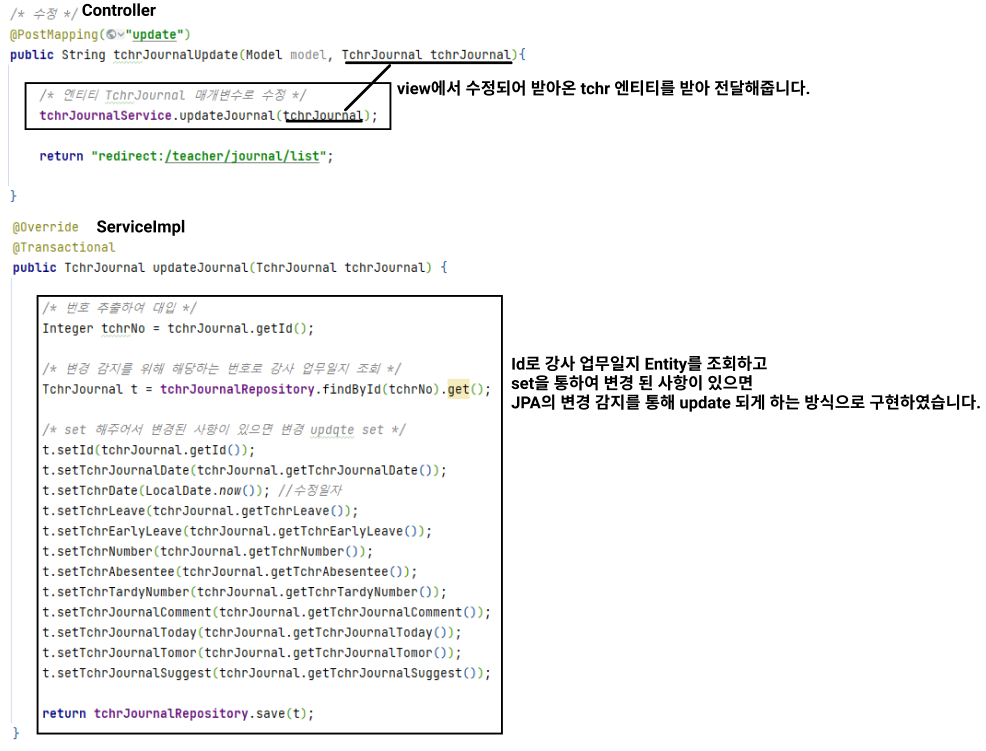 /* 수정 */ Controller
@PostMapping("update")
public String tchrJournalUpdate(Model model, TchrJournal tchrJournal){
view에서 수정되어 받아온 tchr 엔티티를 받아 전달해줍니다.
/* 엔티티 TchrJournal 매개변수로 수정 */
tchrJournalService.updateJournal(tchrJournal);
return "redirect:/teacher/journal/list";
}
@Override ServiceImpl
@Transactional
public TchrJournal updateJournal(TchrJournal tchrJournal) {
/* 번호 추출하여 대입 */
Integer tchrNo = tchrJournal.getId();
/* 변경 감지를 위해 해당하는 번호로 강사 업무일지 조회 */
TchrJournal t = tchrJournalRepository.findById(tchrNo).get();
Id로 강사 업무일지 Entity를 조회하고
set을 통하여 변경 된 사항이 있으면
JPA의 변경 감지를 통해 update 되게 하는 방식으로 구현하였습니다.
/* set 해주어서 변경된 사항이 있으면 변경 updqte set */
t.setId(tchrJournal.getId());
t.setTchrJournalDate(tchrJournal.getTchrJournalDate());
t.setTchrDate(LocalDate.now()); //수정일자
t.setTchrLeave(tchrJournal.getTchrLeave());
t.setTchrEarlyLeave(tchrJournal.getTchrEarlyLeave());
t.setTchrNumber(tchrJournal.getTchrNumber());
t.setTchrAbesentee(tchrJournal.getTchrAbesentee());
t.setTchrTardyNumber(tchrJournal.getTchrTardyNumber());
t.setTchrJournalComment(tchrJournal.getTchrJournalComment());
t.setTchrJournalToday(tchrJournal.getTchrJournalToday());
t.setTchrJournalTomor(tchrJournal.getTchrJournalTomor());
t.setTchrJournalSuggest(tchrJournal.getTchrJournalSuggest());
return tchrJournalRepository.save(t);
}